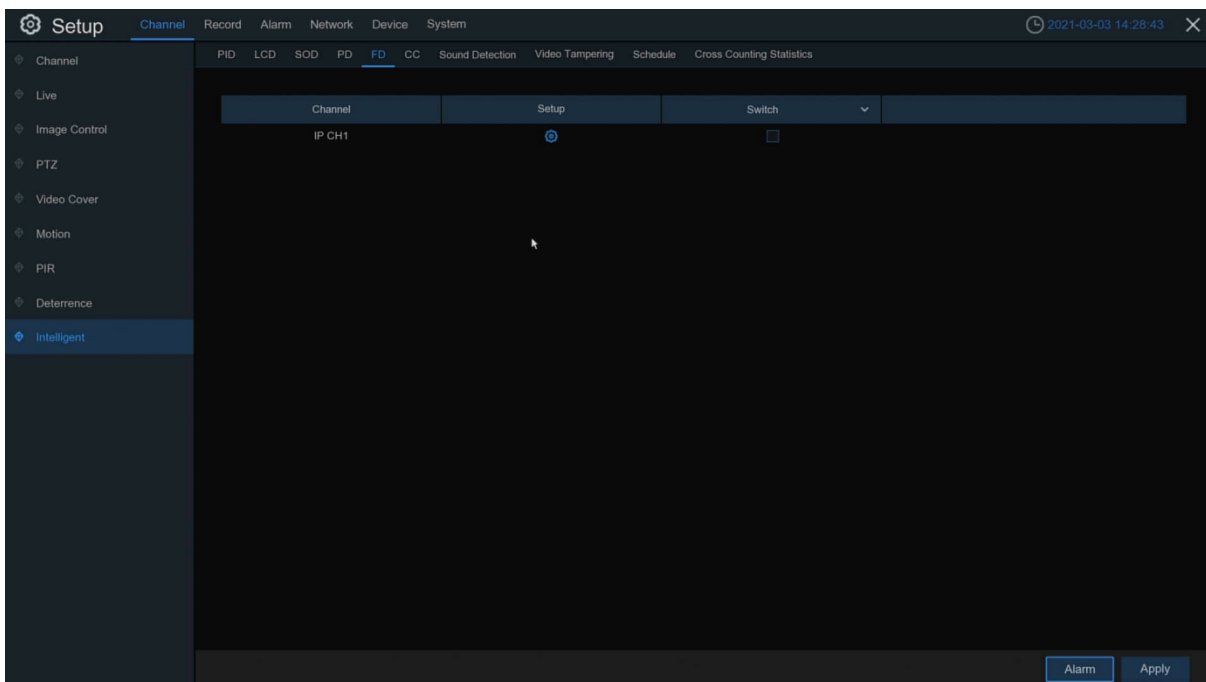 Setup Channel Record Alarm Network Device System 2021-03-03 14:28:43
PID LCD SOD PD FD CC Sound Detection Video Tampering Schedule Cross Counting Statistics
Channel
Live
Image Control
PTZ
Video Cover
Motion
PIR
Deterrence
Intelligent
Channel Setup Switch
IP CH1
Alarm Apply